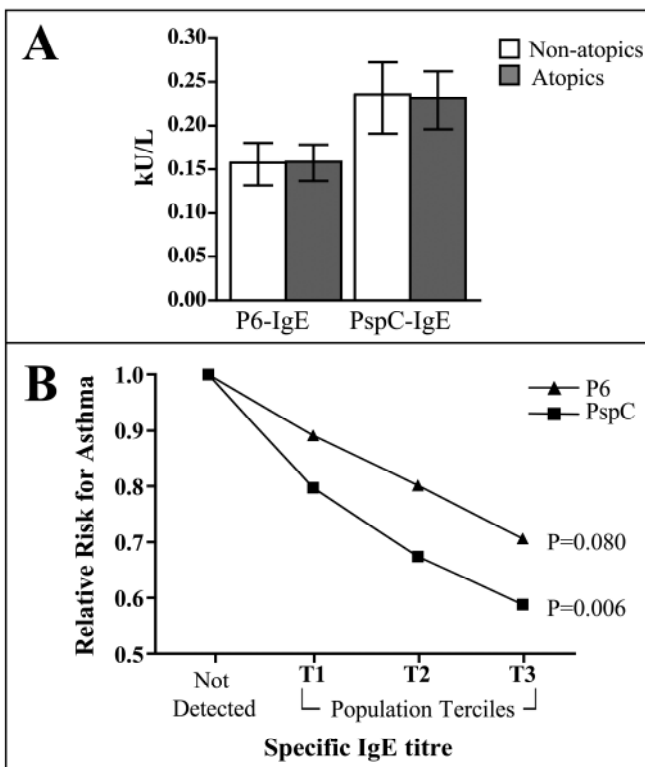 A
kU/L
0.30
0.25
0.20
0.15
0.10
0.05
0.00
Non-atopics
Atopics
P6-IgE
PspC-IgE
B
Relative Risk for Asthma
1.0
0.9
0.8
0.7
0.6
0.5
P6
PspC
P=0.080
P=0.006
Not
Detected
T1
T2
T3
Population Terciles
Specific IgE titre